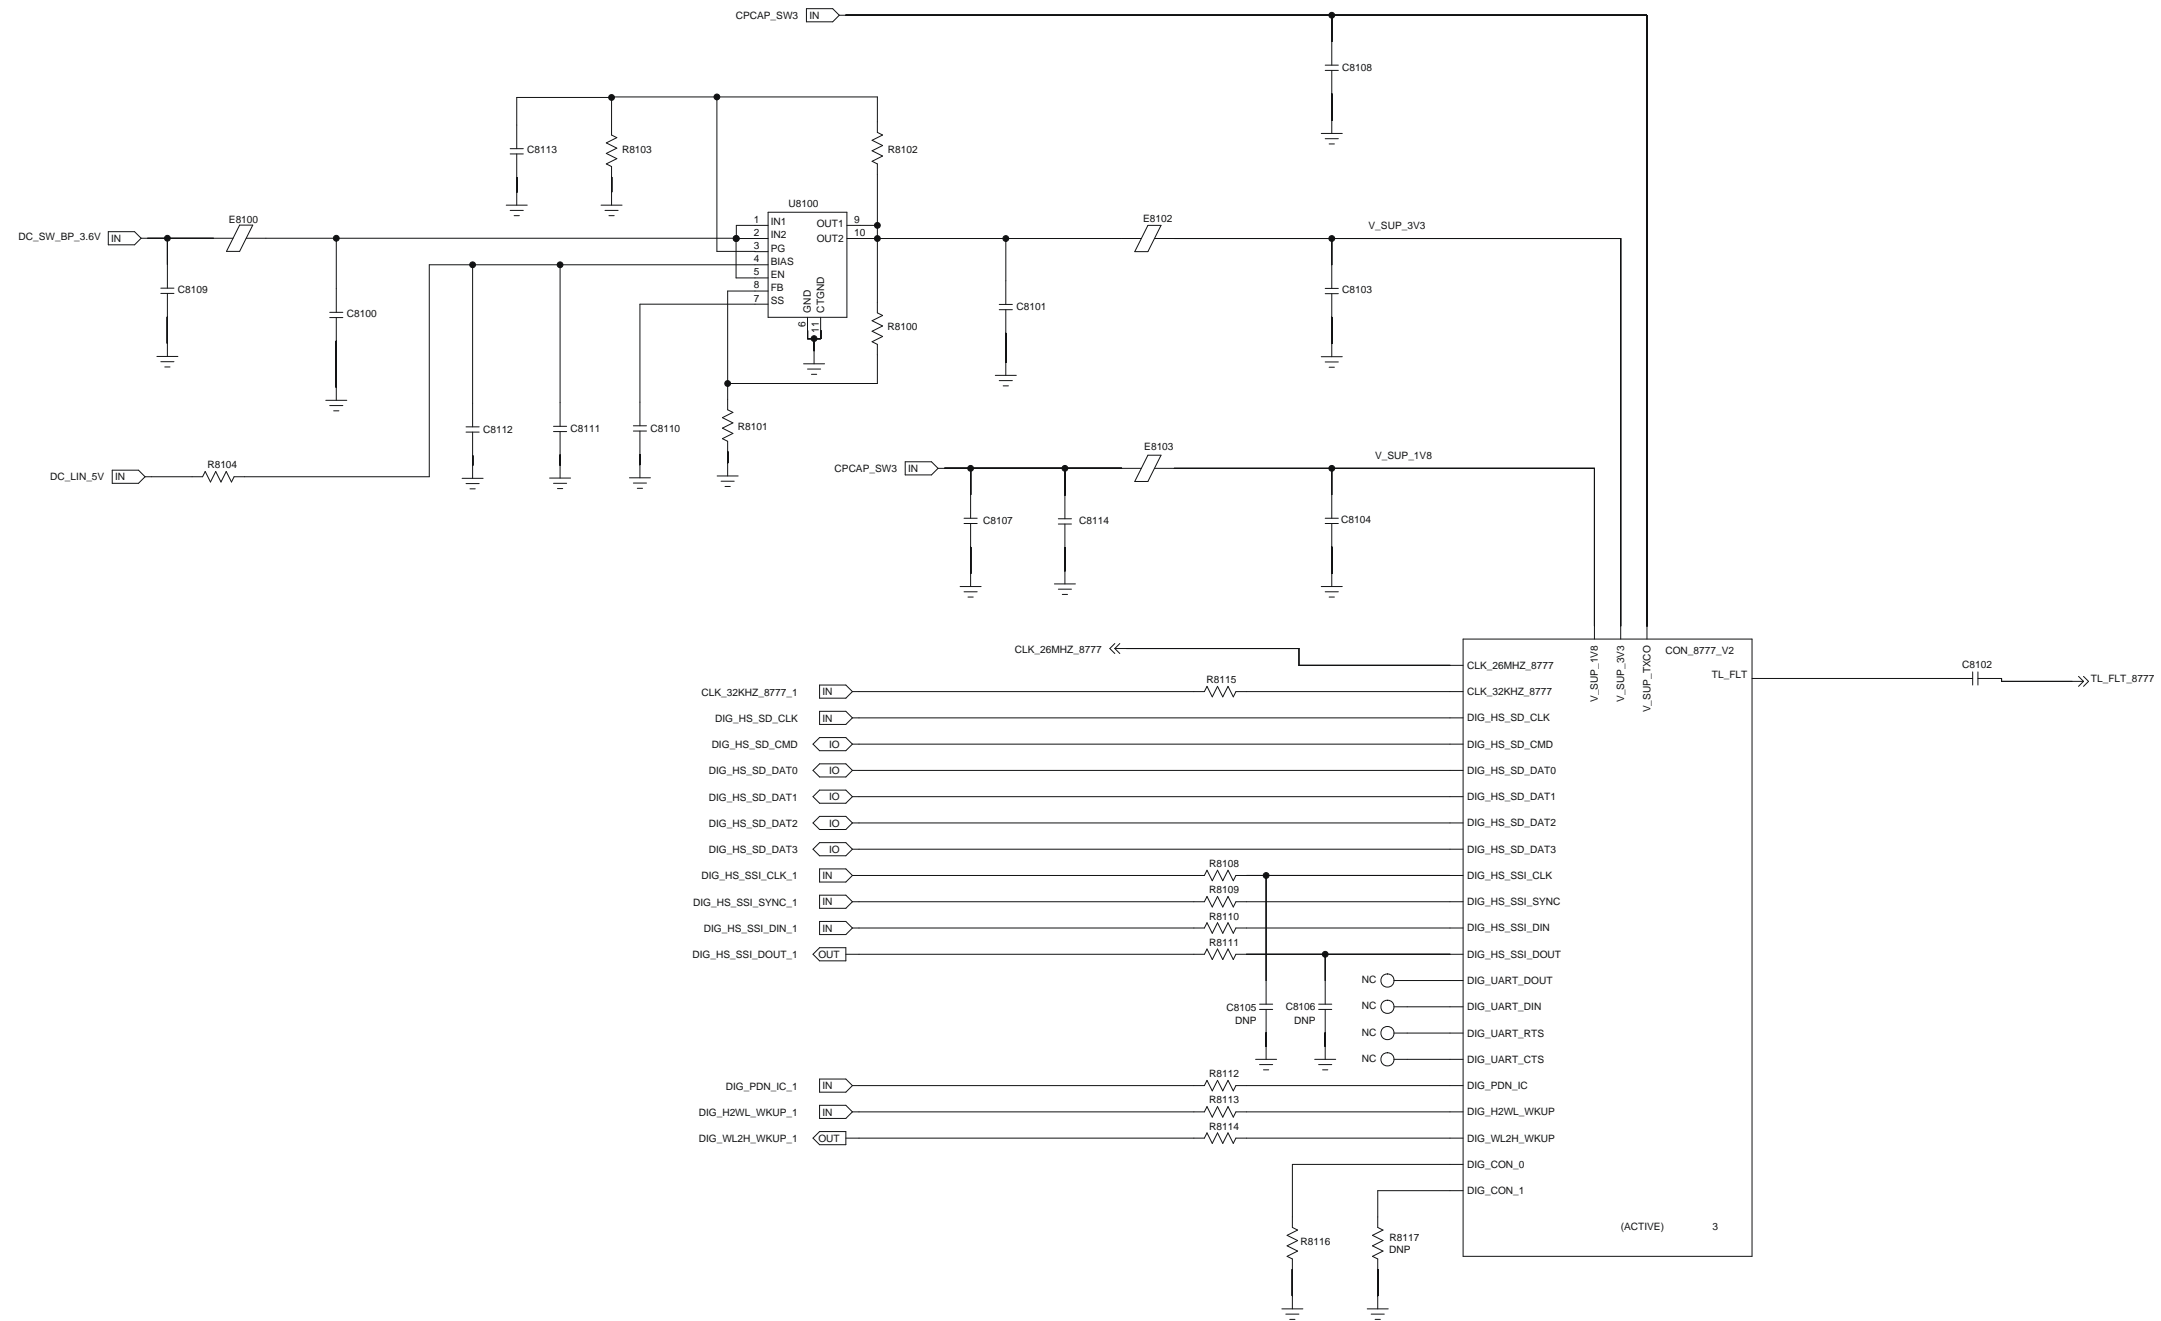 CPCAP_SW3 IN
C8108
C8113
R8103
R8102
U8100
E8100
E8102
1 IN1
OUT1 9
V_SUP_3V3
DC_SW_BP_3.6V IN
2 IN2
OUT2 10
3 PG
4 BIAS
5 EN
8 FB
7 SS
GND
CTGND
6
11
C8109
C8100
C8101
C8103
R8100
C8112
C8111
C8110
R8101
E8103
V_SUP_1V8
R8104
CPCAP_SW3 IN
DC_LIN_5V IN
C8107
C8114
C8104
V_SUP_1V8
V_SUP_3V3
V_SUP_TXCO
CON_8777_V2
CLK_26MHZ_8777
CLK_26MHZ_8777
TL_FLT
C8102
TL_FLT_8777
CLK_32KHZ_8777_1 IN R8115 CLK_32KHZ_8777
DIG_HS_SD_CLK IN DIG_HS_SD_CLK
DIG_HS_SD_CMD IO DIG_HS_SD_CMD
DIG_HS_SD_DAT0 IO DIG_HS_SD_DAT0
DIG_HS_SD_DAT1 IO DIG_HS_SD_DAT1
DIG_HS_SD_DAT2 IO DIG_HS_SD_DAT2
DIG_HS_SD_DAT3 IO DIG_HS_SD_DAT3
DIG_HS_SSI_CLK_1 IN R8108 DIG_HS_SSI_CLK
DIG_HS_SSI_SYNC_1 IN R8109 DIG_HS_SSI_SYNC
DIG_HS_SSI_DIN_1 IN R8110 DIG_HS_SSI_DIN
DIG_HS_SSI_DOUT_1 OUT R8111 DIG_HS_SSI_DOUT
NC DIG_UART_DOUT
C8105
DNP
C8106
DNP
NC DIG_UART_DIN
NC DIG_UART_RTS
NC DIG_UART_CTS
DIG_PDN_IC_1 IN R8112 DIG_PDN_IC
DIG_H2WL_WKUP_1 IN R8113 DIG_H2WL_WKUP
DIG_WL2H_WKUP_1 OUT R8114 DIG_WL2H_WKUP
DIG_CON_0
DIG_CON_1
(ACTIVE) 3
R8116
R8117
DNP